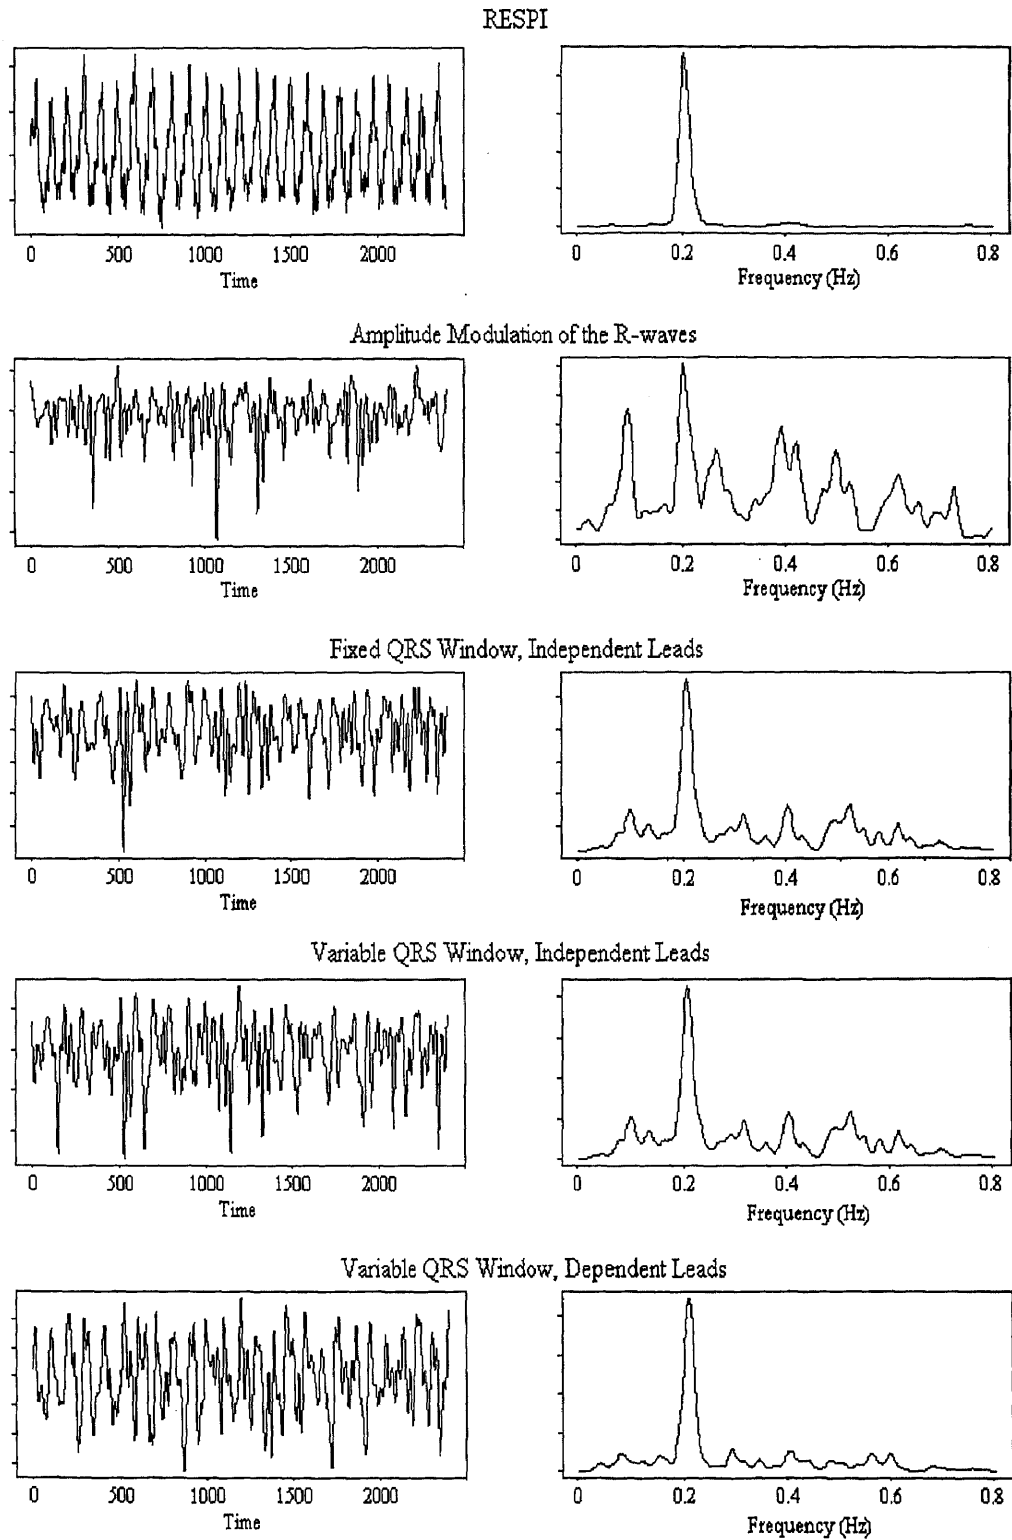 RESPI
0 500 1000 1500 2000
Time
0 0.2 0.4 0.6 0.8
Frequency (Hz)
Amplitude Modulation of the R-waves
0 500 1000 1500 2000
Time
0 0.2 0.4 0.6 0.8
Frequency (Hz)
Fixed QRS Window, Independent Leads
0 500 1000 1500 2000
Time
0 0.2 0.4 0.6 0.8
Frequency (Hz)
Variable QRS Window, Independent Leads
0 500 1000 1500 2000
Time
0 0.2 0.4 0.6 0.8
Frequency (Hz)
Variable QRS Window, Dependent Leads
0 500 1000 1500 2000
Time
0 0.2 0.4 0.6 0.8
Frequency (Hz)